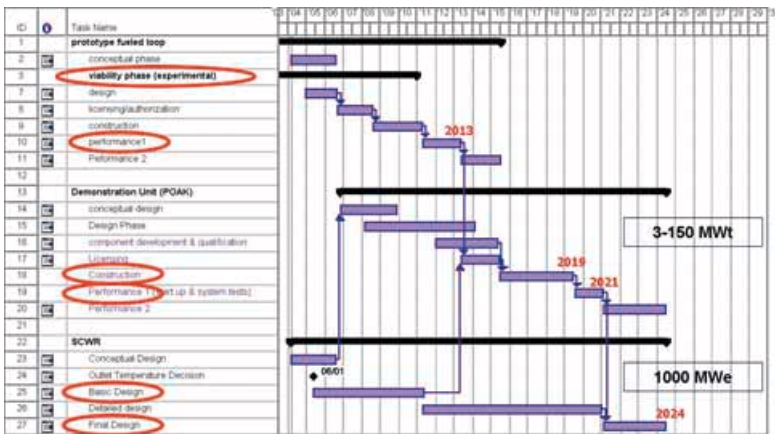 '03 '04 '05 '06 '07 '08 '09 '10 '11 '12 '13 '14 '15 '16 '17 '18 '19 '20 '21 '22 '23 '24 '25 '26 '27 '28 '29
ID Task Name
1 prototype fueled loop
2 conceptual phase
3 viability phase (experimental)
7 design
8 licensing/authorization
9 construction
10 performance1 2013
11 Peformance 2
12
13 Demonstration Unit (POAK)
14 conceptual design
15 Design Phase 3-150 MWt
16 component development & qualification
17 Licensing
18 Construction 2019
19 Performance 1 (start up & system tests) 2021
20 Performance 2
21
22 SCWR
23 Conceptual Design
24 Outlet Temperature Decision 06/01 1000 MWe
25 Basic Design
26 Detailed design 2024
27 Final Design